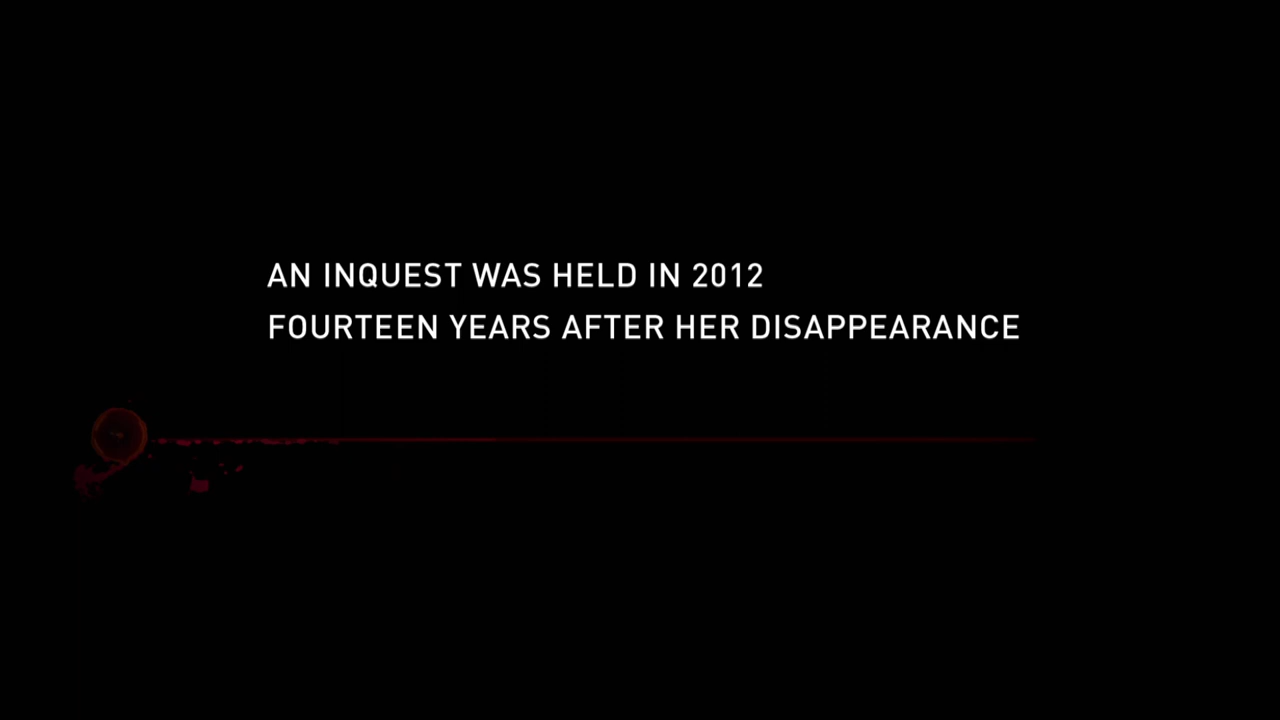 AN INQUEST WAS HELD IN 2012
FOURTEEN YEARS AFTER HER DISAPPEARANCE